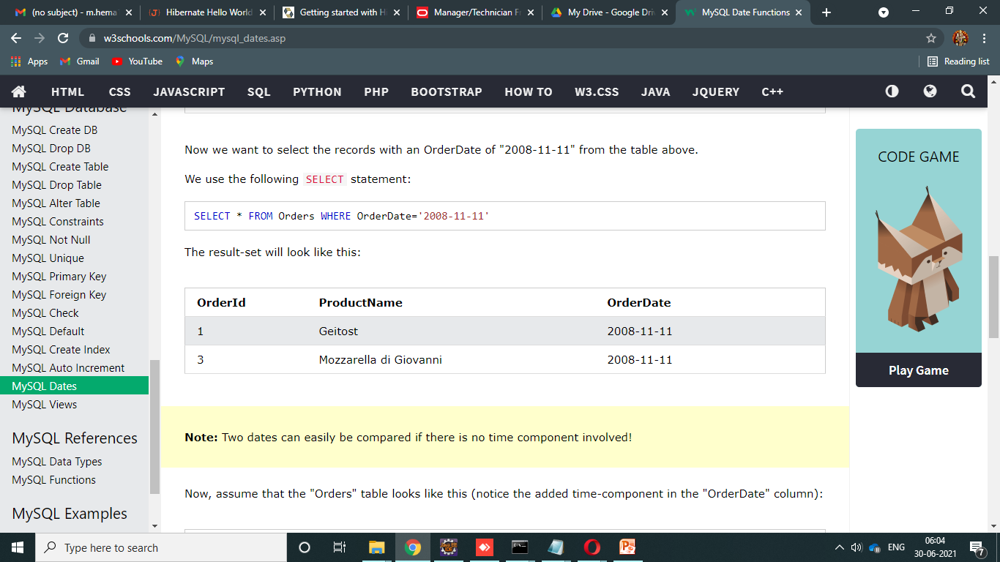 (no subject) - m.hema
Hibernate Hello World
Getting started with H
Manager/Technician F
My Drive - Google Dri
MySQL Date Functions
w3schools.com/MySQL/mysql_dates.asp
Apps
Gmail
YouTube
Maps
Reading list
HTML
CSS
JAVASCRIPT
SQL
PYTHON
PHP
BOOTSTRAP
HOW TO
W3.CSS
JAVA
JQUERY
C++
MySQL Database
MySQL Create DB
MySQL Drop DB
MySQL Create Table
MySQL Drop Table
MySQL Alter Table
MySQL Constraints
MySQL Not Null
MySQL Unique
MySQL Primary Key
MySQL Foreign Key
MySQL Check
MySQL Default
MySQL Create Index
MySQL Auto Increment
MySQL Dates
MySQL Views
MySQL References
MySQL Data Types
MySQL Functions
MySQL Examples
Now we want to select the records with an OrderDate of "2008-11-11" from the table above.
We use the following SELECT statement:
SELECT * FROM Orders WHERE OrderDate='2008-11-11'
The result-set will look like this:
OrderId ProductName OrderDate
1 Geitost 2008-11-11
3 Mozzarella di Giovanni 2008-11-11
Note: Two dates can easily be compared if there is no time component involved!
Now, assume that the "Orders" table looks like this (notice the added time-component in the "OrderDate" column):
CODE GAME
Play Game
Type here to search
ENG
06:04
30-06-2021
7